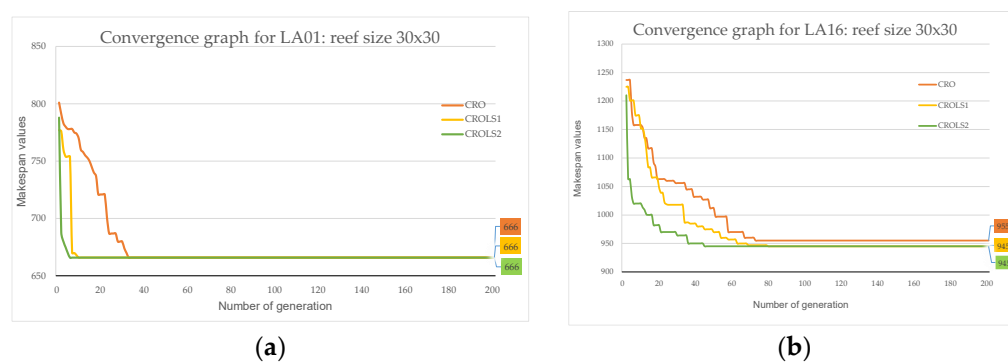 Convergence graph for LA01: reef size 30x30
850
800
750
700
650
Makespan values
CRO
CROLS1
CROLS2
666
666
666
0 20 40 60 80 100 120 140 160 180 200
Number of generation
(a)
Convergence graph for LA16: reef size 30x30
1300
1250
1200
1150
1100
1050
1000
950
900
Makespan values
CRO
CROLS1
CROLS2
955
945
0 20 40 60 80 100 120 140 160 180 200
Number of generation
(b)